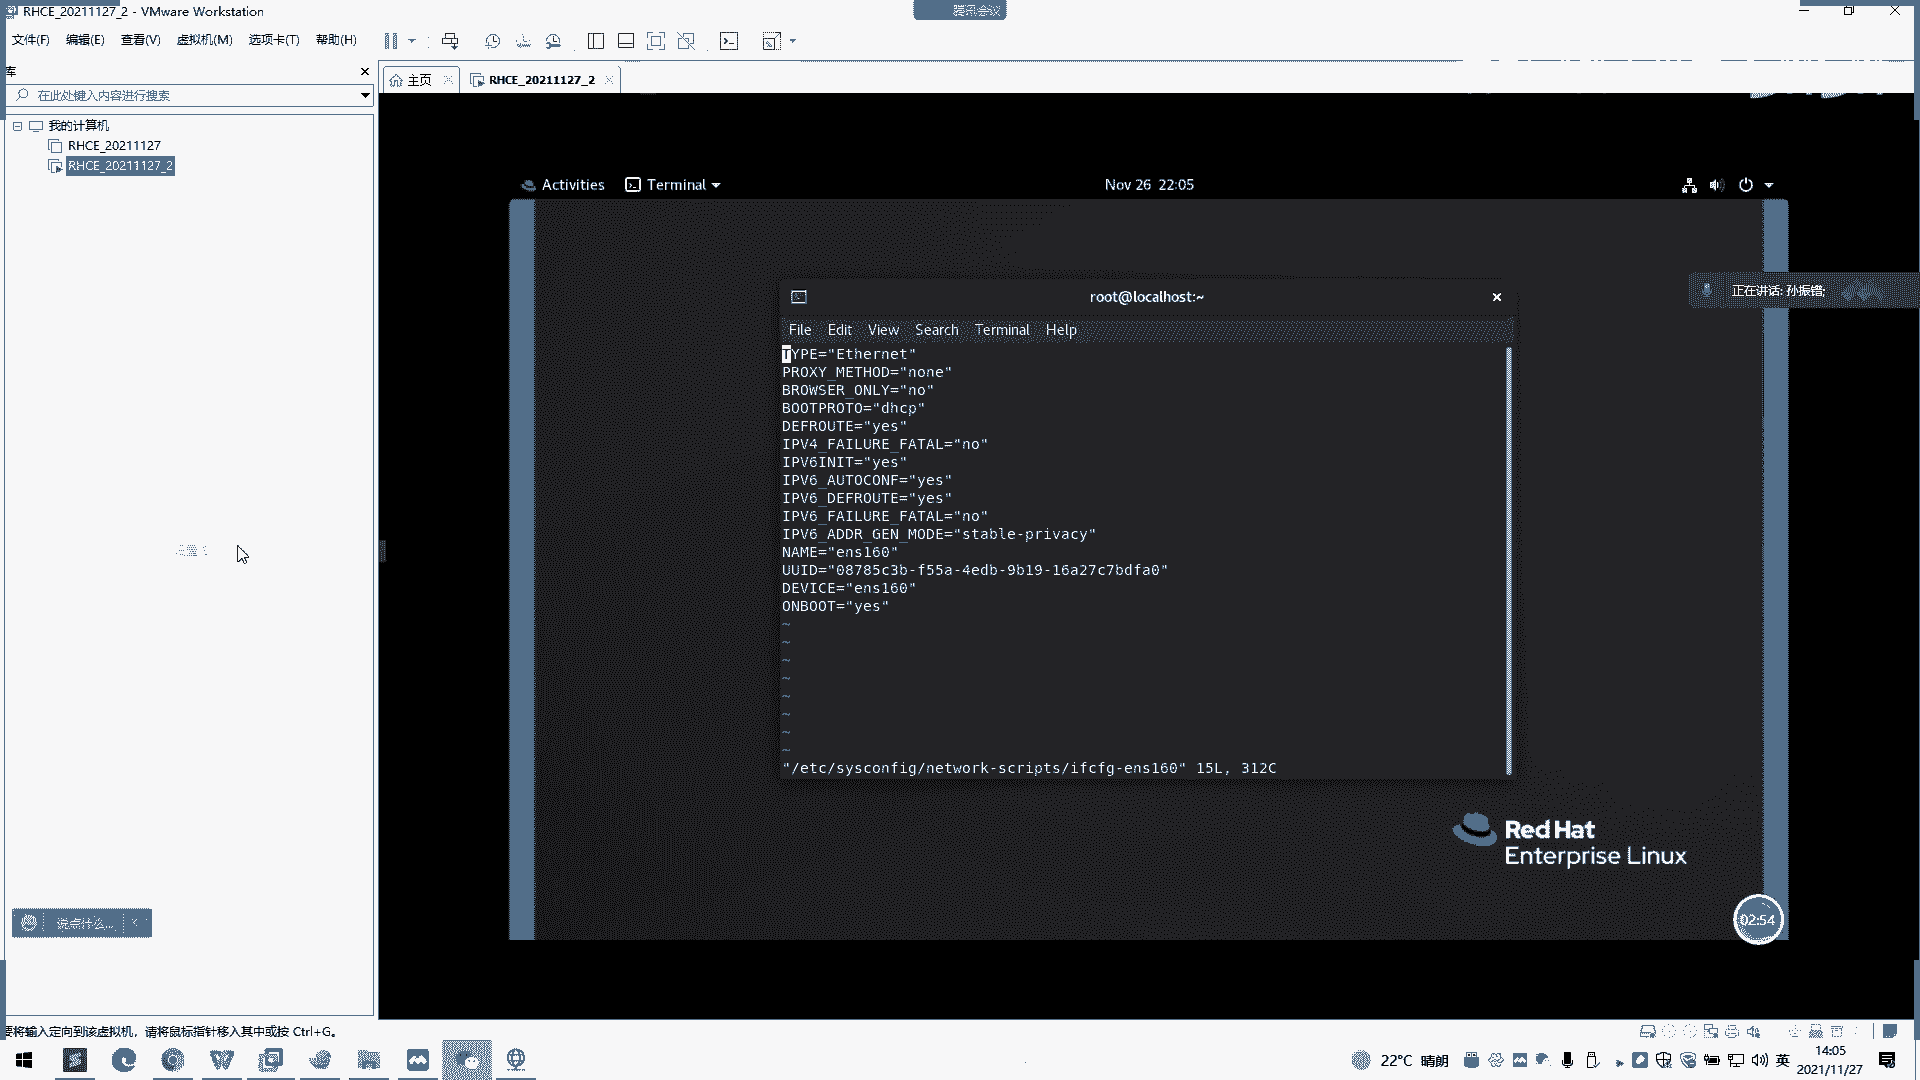 RHCE_20211127_2 - VMware Workstation
腾讯会议
文件(F) 编辑(E) 查看(V) 虚拟机(M) 选项卡(T) 帮助(H)
库
主页
RHCE_20211127_2
在此处键入内容进行搜索
我的计算机
RHCE_20211127
RHCE_20211127_2
Activities
Terminal
Nov 26 22:05
正在讲话: 孙振锴;
root@localhost:~
File Edit View Search Terminal Help
TYPE="Ethernet"
PROXY_METHOD="none"
BROWSER_ONLY="no"
BOOTPROTO="dhcp"
DEFROUTE="yes"
IPV4_FAILURE_FATAL="no"
IPV6INIT="yes"
IPV6_AUTOCONF="yes"
IPV6_DEFROUTE="yes"
IPV6_FAILURE_FATAL="no"
IPV6_ADDR_GEN_MODE="stable-privacy"
NAME="ens160"
UUID="08785c3b-f55a-4edb-9b19-16a27c7bdfa0"
DEVICE="ens160"
ONBOOT="yes"
~
~
~
~
~
~
~
~
"/etc/sysconfig/network-scripts/ifcfg-ens160" 15L, 312C
Red Hat
Enterprise Linux
02:54
说点什么...
要将输入定向到该虚拟机，请将鼠标指针移入其中或按 Ctrl+G。
22°C 晴朗
英
14:05
2021/11/27